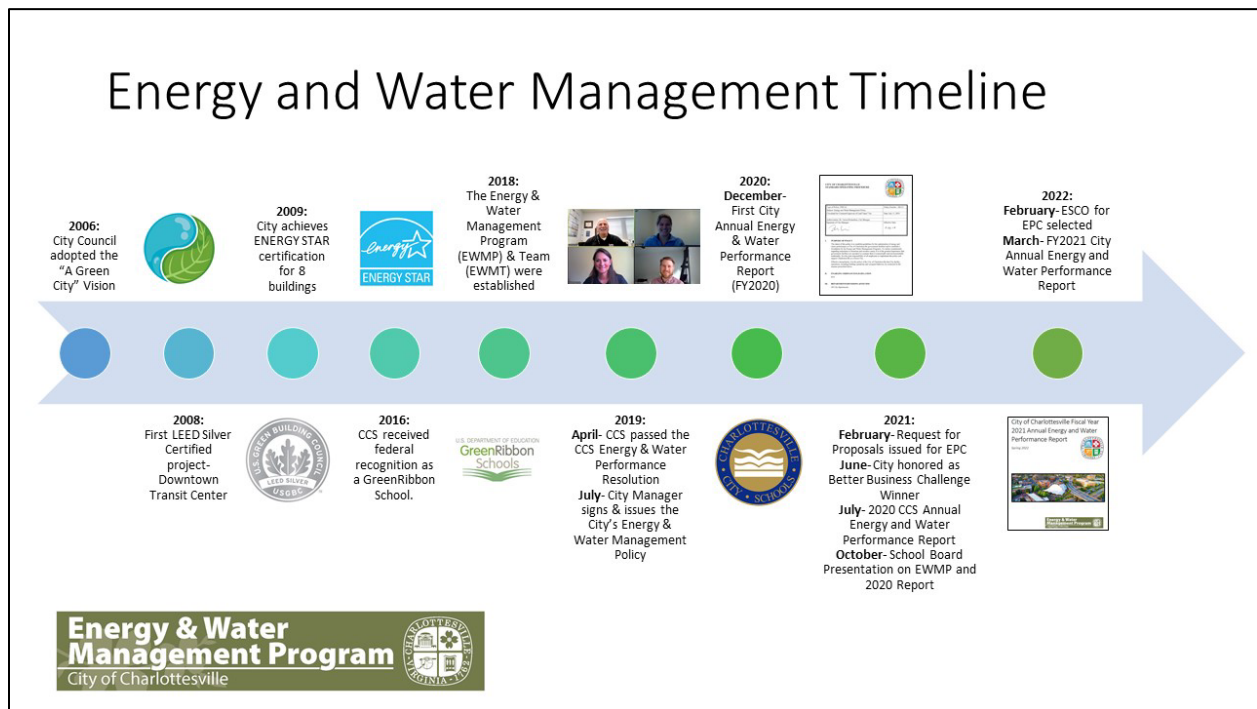 Energy and Water Management Timeline
2006:
City Council
adopted the
“A Green
City” Vision
2009:
City achieves
ENERGY STAR
certification
for 8
buildings
energy
ENERGY STAR
2018:
The Energy &
Water
Management
Program
(EWMP) & Team
(EWMT) were
established
2020:
December-
First City
Annual Energy
& Water
Performance
Report
(FY2020)
2022:
February- ESCO for
EPC selected
March- FY2021 City
Annual Energy and
Water Performance
Report
2008:
First LEED Silver
Certified
project-
Downtown
Transit Center
U.S. GREEN BUILDING COUNCIL
LEED SILVER
USGBC
2016:
CCS received
federal
recognition as
a GreenRibbon
School.
U.S. DEPARTMENT OF EDUCATION
GreenRibbon
Schools
2019:
April- CCS passed the
CCS Energy & Water
Performance
Resolution
July- City Manager
signs & issues the
City’s Energy &
Water Management
Policy
CHARLOTTESVILLE
CITY SCHOOLS
2021:
February- Request for
Proposals issued for EPC
June- City honored as
Better Business Challenge
Winner
July- 2020 CCS Annual
Energy and Water
Performance Report
October- School Board
Presentation on EWMP and
2020 Report
City of Charlottesville Fiscal Year
2021 Annual Energy and Water
Performance Report
Energy & Water
Management Program
Energy & Water
Management Program
City of Charlottesville
CHARLOTTESVILLE
VIRGINIA 1762